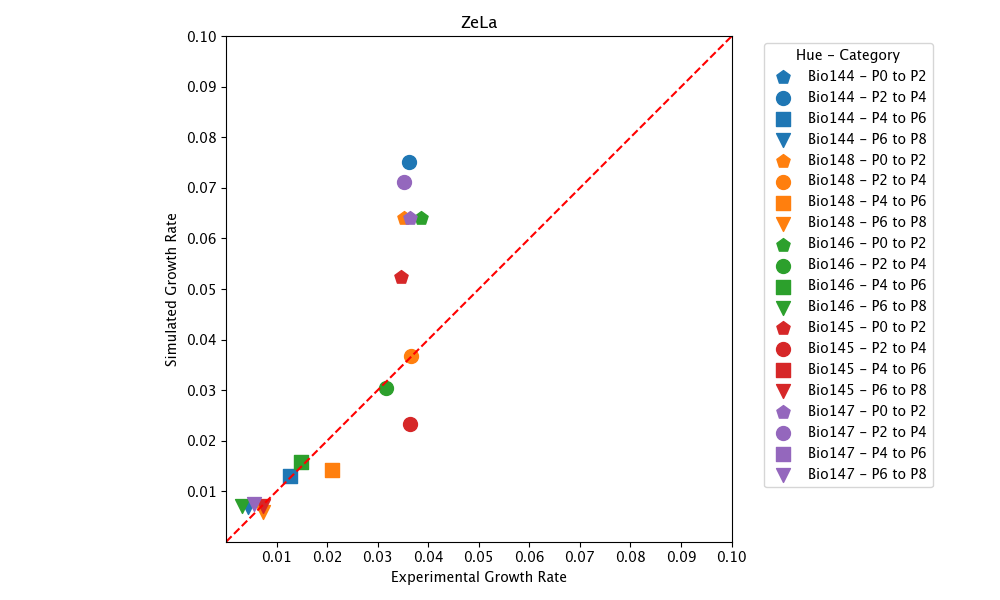 ZeLa
0.10
0.09
0.08
0.07
0.06
0.05
0.04
0.03
0.02
0.01
Simulated Growth Rate
0.01 0.02 0.03 0.04 0.05 0.06 0.07 0.08 0.09 0.10
Experimental Growth Rate
Hue – Category
Bio144 – P0 to P2
Bio144 – P2 to P4
Bio144 – P4 to P6
Bio144 – P6 to P8
Bio148 – P0 to P2
Bio148 – P2 to P4
Bio148 – P4 to P6
Bio148 – P6 to P8
Bio146 – P0 to P2
Bio146 – P2 to P4
Bio146 – P4 to P6
Bio146 – P6 to P8
Bio145 – P0 to P2
Bio145 – P2 to P4
Bio145 – P4 to P6
Bio145 – P6 to P8
Bio147 – P0 to P2
Bio147 – P2 to P4
Bio147 – P4 to P6
Bio147 – P6 to P8